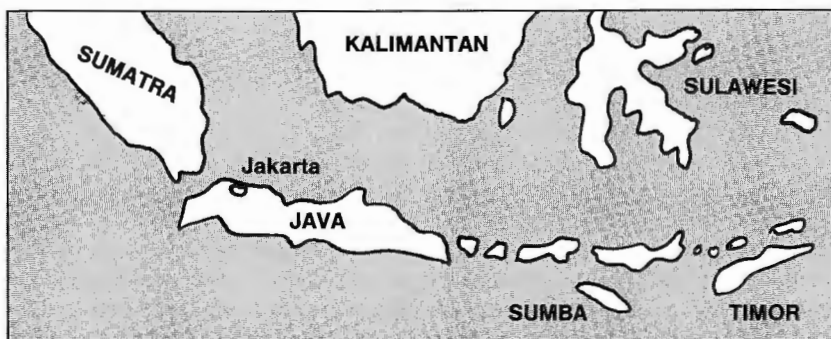 SUMATRA
KALIMANTAN
SULAWESI
Jakarta
JAVA
SUMBA
TIMOR